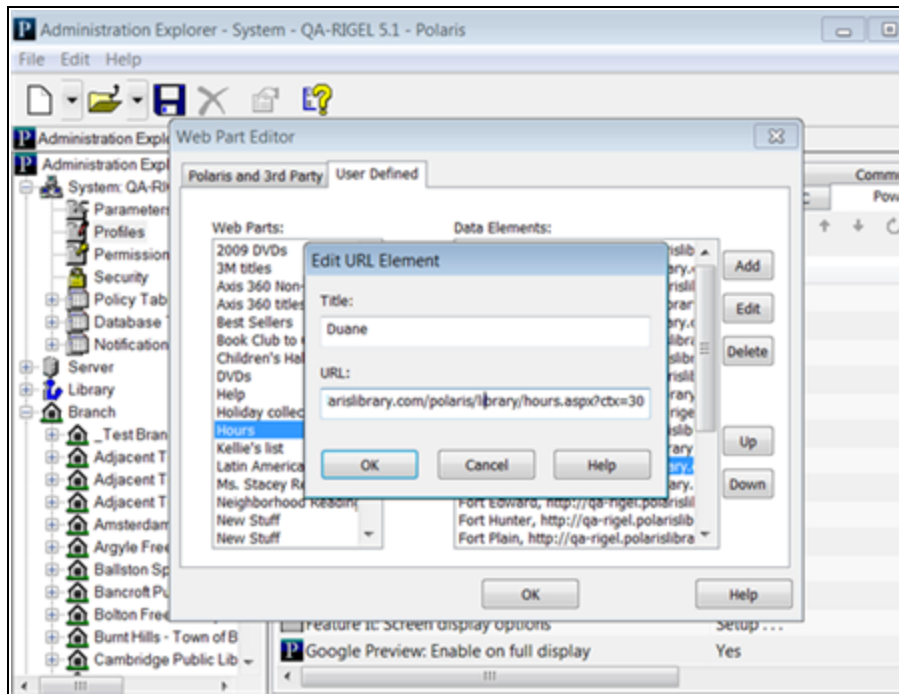 Administration Explorer - System - QA-RIGEL 5.1 - Polaris
File Edit Help
Administration Expl
Administration Expl
System: QA-RI
Parameters
Profiles
Permission
Security
Policy Tab
Database
Notification
Server
Library
Branch
_Test Bran
Adjacent T
Adjacent T
Adjacent T
Amsterdam
Argyle Free
Ballston Sp
Bancroft Pu
Bolton Free
Burnt Hills - Town of B
Cambridge Public Lib
Web Part Editor
Polaris and 3rd Party
User Defined
Web Parts:
2009 DVDs
3M titles
Axis 360 Non-
Axis 360 titles
Best Sellers
Book Club to
Children's Hal
DVDs
Help
Holiday collec
Hours
Kellie's list
Latin America
Ms. Stacey Re
Neighborhood Reading
New Stuff
New Stuff
Data Elements:
Fort Edward, http://qa-rigel.polarislib
Fort Hunter, http://qa-rigel.polarislib
Fort Plain, http://qa-rigel.polarislibra
Add
Edit
Delete
Up
Down
OK
Help
Edit URL Element
Title:
Duane
URL:
arislibrary.com/polaris/library/hours.aspx?ctx=30
OK
Cancel
Help
Commu
Pow
Feature It: Screen display options
Setup . . .
Google Preview: Enable on full display
Yes